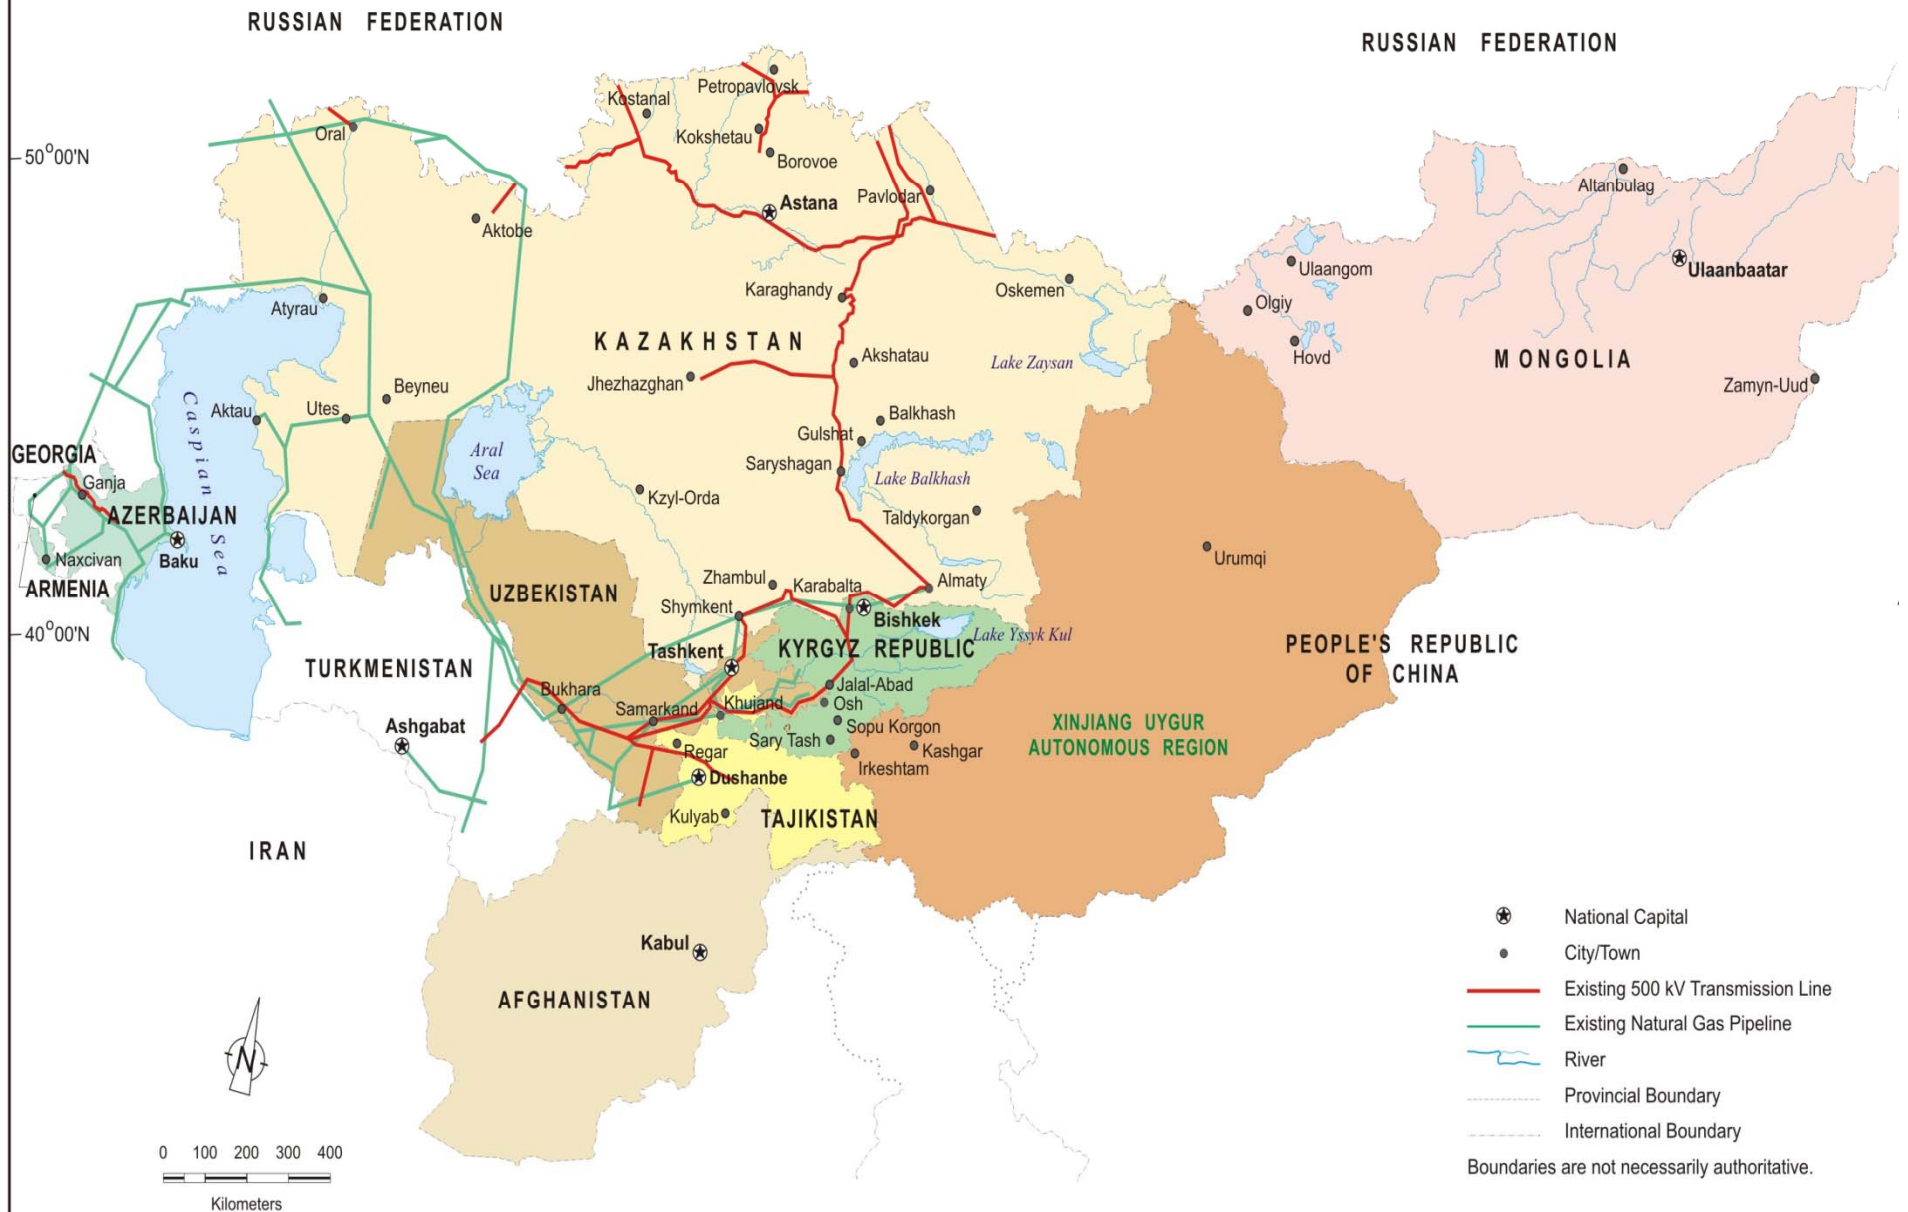 RUSSIAN FEDERATION
RUSSIAN FEDERATION
50°00'N
40°00'N
Petropavlovsk
Kostanal
Oral
Kokshetau
Borovoe
Astana
Pavlodar
Aktobe
Altanbulag
Ulaanbaatar
Ulaangom
Olgiy
Hovd
MONGOLIA
Zamyn-Uud
Atyrau
Karaghandy
Oskemen
KAZAKHSTAN
Akshatau
Lake Zaysan
Jhezhazghan
Beyneu
Aktau
Utes
Balkhash
Gulshat
Saryshagan
Lake Balkhash
Caspian Sea
Aral
Sea
Kzyl-Orda
Taldykorgan
GEORGIA
Ganja
AZERBAIJAN
Baku
Naxcivan
ARMENIA
UZBEKISTAN
Zhambul
Karabalta
Almaty
Shymkent
Bishkek
Lake Yssyk Kul
KYRGYZ REPUBLIC
Urumqi
PEOPLE'S REPUBLIC
OF CHINA
TURKMENISTAN
Tashkent
Bukhara
Jalal-Abad
Khujand
Osh
Samarkand
Sopu Korgon
Ashgabat
Sary Tash
Kashgar
Regar
Irkeshtam
Dushanbe
XINJIANG UYGUR
AUTONOMOUS REGION
Kulyab
TAJIKISTAN
IRAN
Kabul
AFGHANISTAN
N
0 100 200 300 400
Kilometers
National Capital
City/Town
Existing 500 kV Transmission Line
Existing Natural Gas Pipeline
River
Provincial Boundary
International Boundary
Boundaries are not necessarily authoritative.